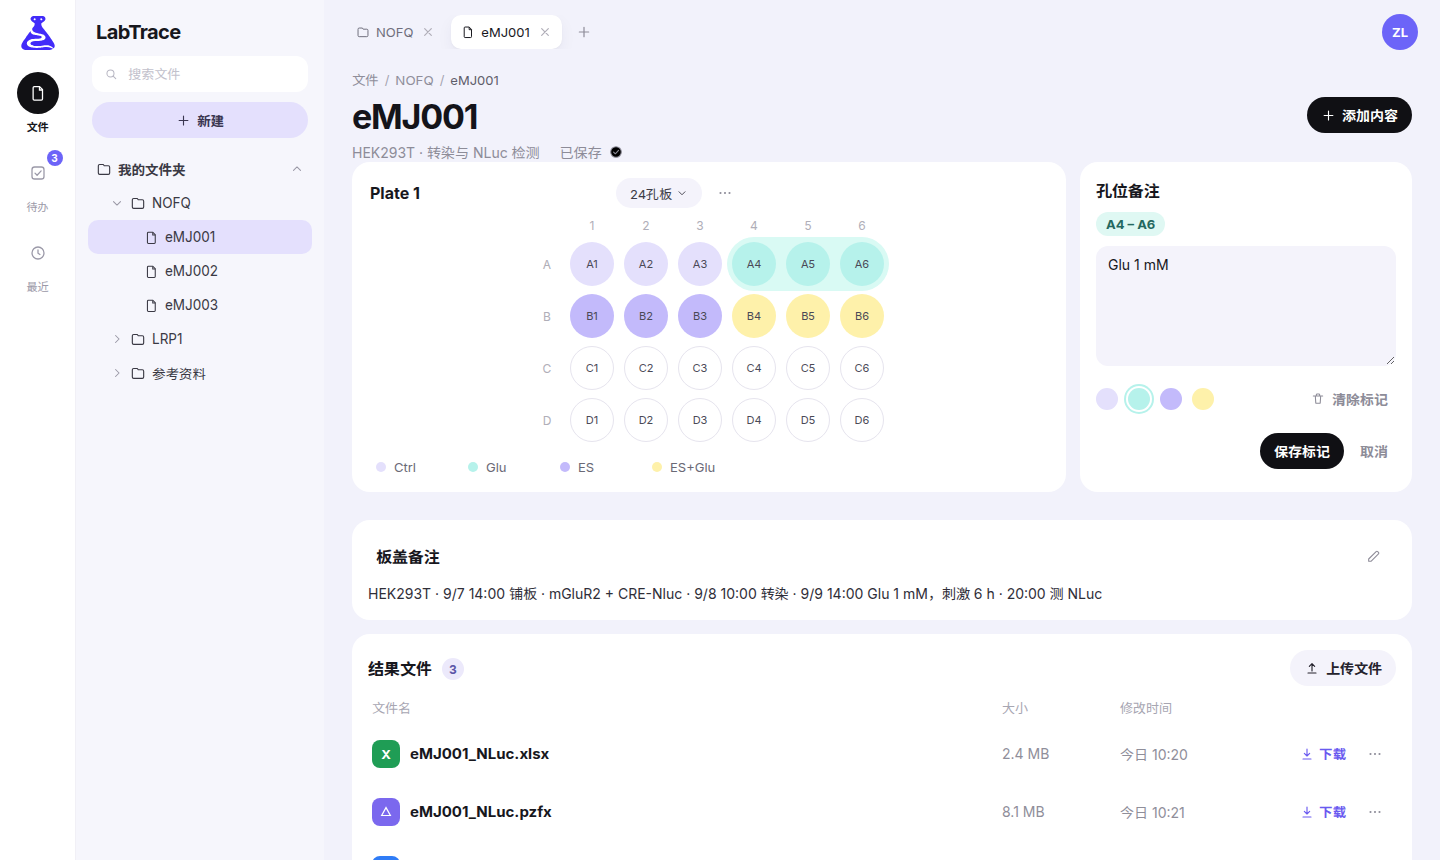 LabTrace
搜索文件
新建
文件
3
待办
最近
我的文件夹
NOFQ
eMJ001
eMJ002
eMJ003
LRP1
参考资料
NOFQ
eMJ001
ZL
文件 / NOFQ / eMJ001
eMJ001
添加内容
HEK293T · 转染与 NLuc 检测 已保存
Plate 1
24孔板
1 2 3 4 5 6
A A1 A2 A3 A4 A5 A6
B B1 B2 B3 B4 B5 B6
C C1 C2 C3 C4 C5 C6
D D1 D2 D3 D4 D5 D6
Ctrl Glu ES ES+Glu
孔位备注
A4 – A6
Glu 1 mM
清除标记
保存标记 取消
板盖备注
HEK293T · 9/7 14:00 铺板 · mGluR2 + CRE-Nluc · 9/8 10:00 转染 · 9/9 14:00 Glu 1 mM，刺激 6 h · 20:00 测 NLuc
结果文件 3
上传文件
文件名 大小 修改时间
X eMJ001_NLuc.xlsx 2.4 MB 今日 10:20 下载
eMJ001_NLuc.pzfx 8.1 MB 今日 10:21 下载